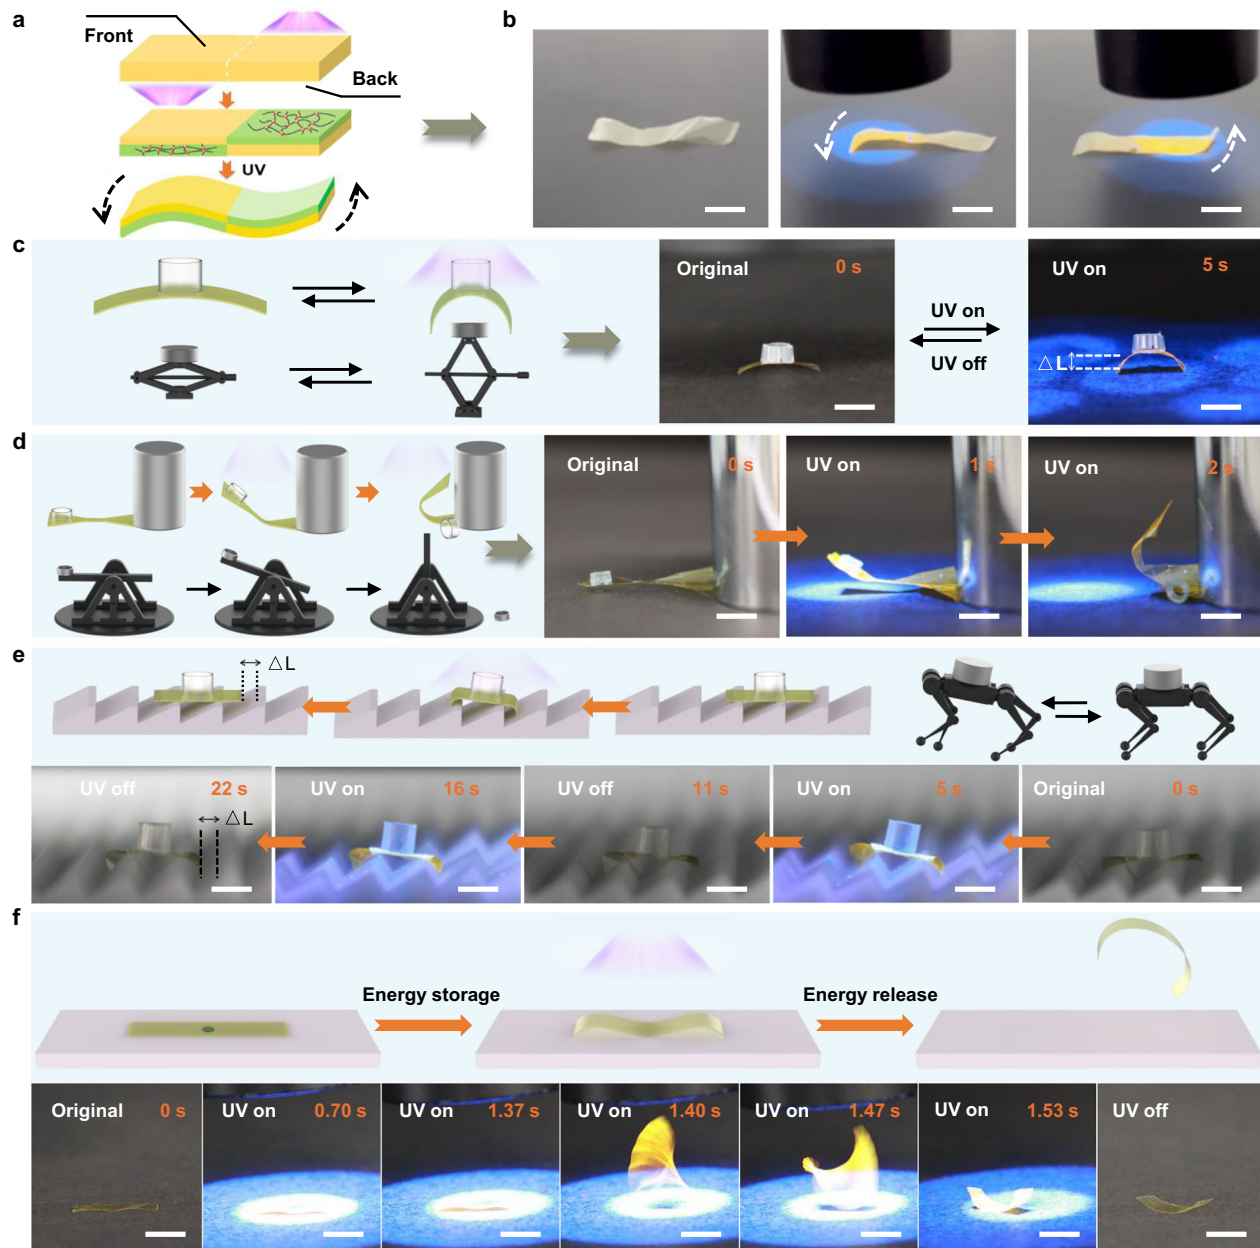 a
Front
Back
UV
b
c
Original 0 s
UV on
UV off
UV on 5 s
△L
d
Original 0 s
UV on 1 s
UV on 2 s
e
△L
UV off 22 s
△L
UV on 16 s
UV off 11 s
UV on 5 s
Original 0 s
f
Energy storage
Energy release
Original 0 s
UV on 0.70 s
UV on 1.37 s
UV on 1.40 s
UV on 1.47 s
UV on 1.53 s
UV off